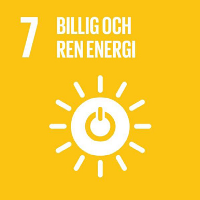 7 BILLIG OCH
REN ENERGI